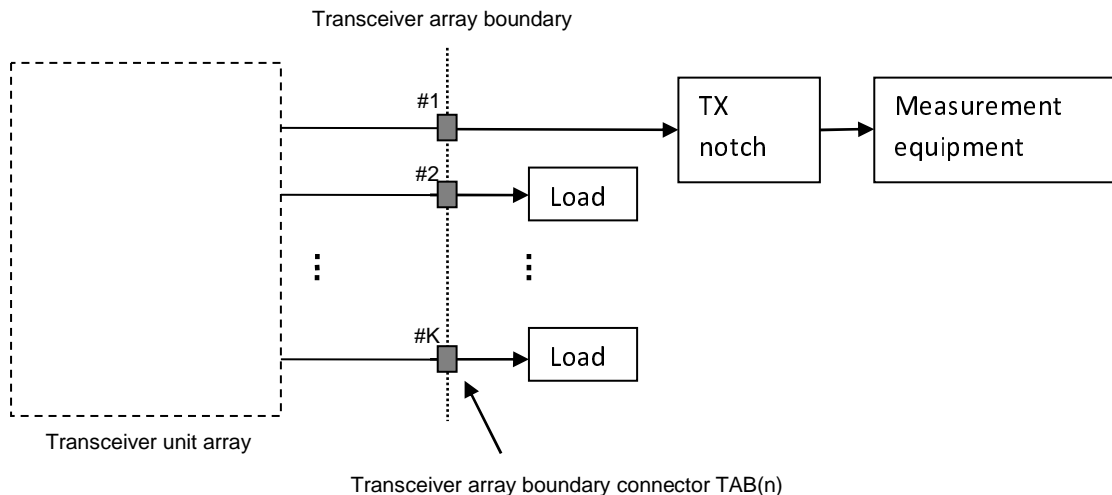 Transceiver array boundary
#1
TX
notch
Measurement
equipment
#2
Load
#K
Load
Transceiver unit array
Transceiver array boundary connector TAB(n)